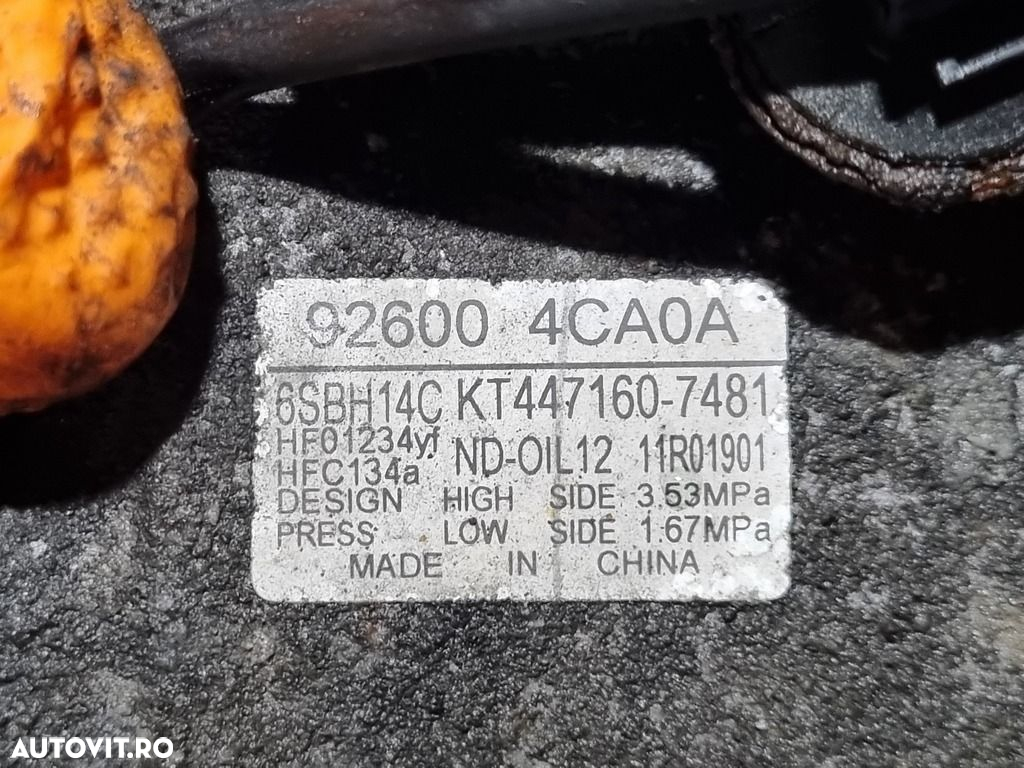 92600 4CA0A
6SBH14C KT447160-7481
HF01234yf
HFC134a ND-OIL12 11R01901
DESIGN HIGH SIDE 3.53MPa
PRESS LOW SIDE 1.67MPa
MADE IN CHINA
AUTOVIT.RO